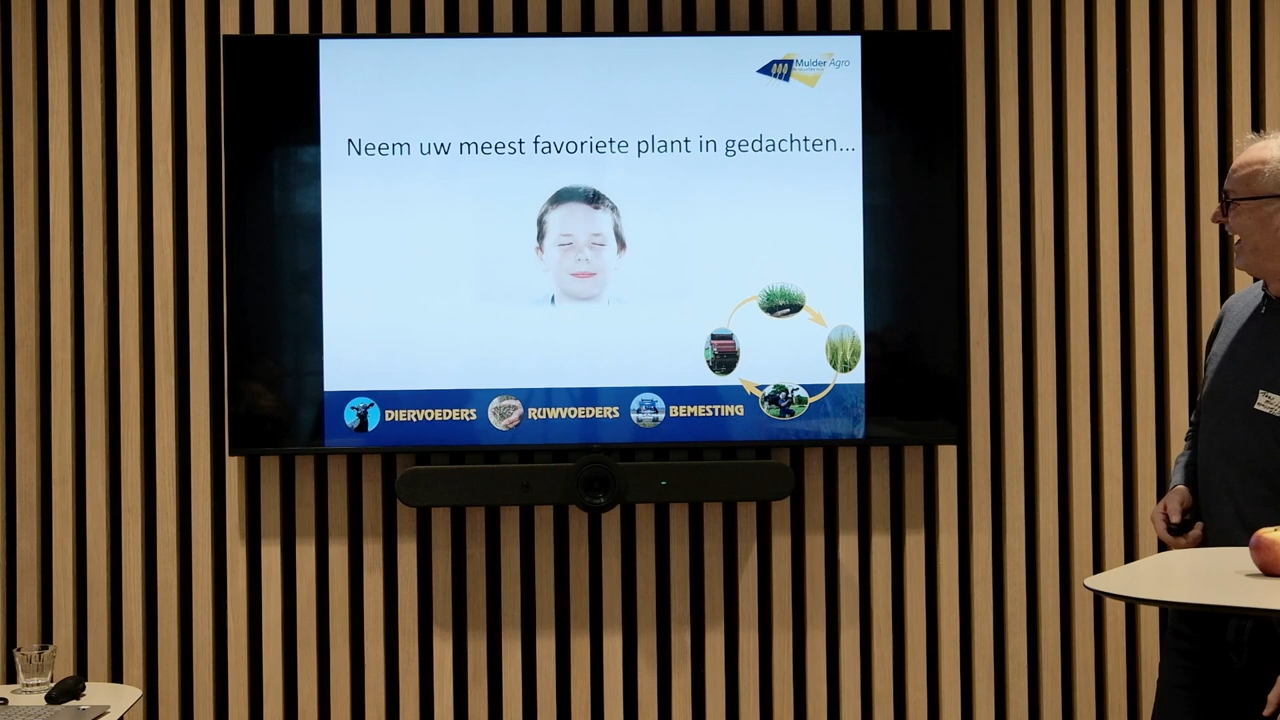 Mulder Agro
Neem uw meest favoriete plant in gedachten...
DIERVOEDERS RUWVOEDERS BEMESTING